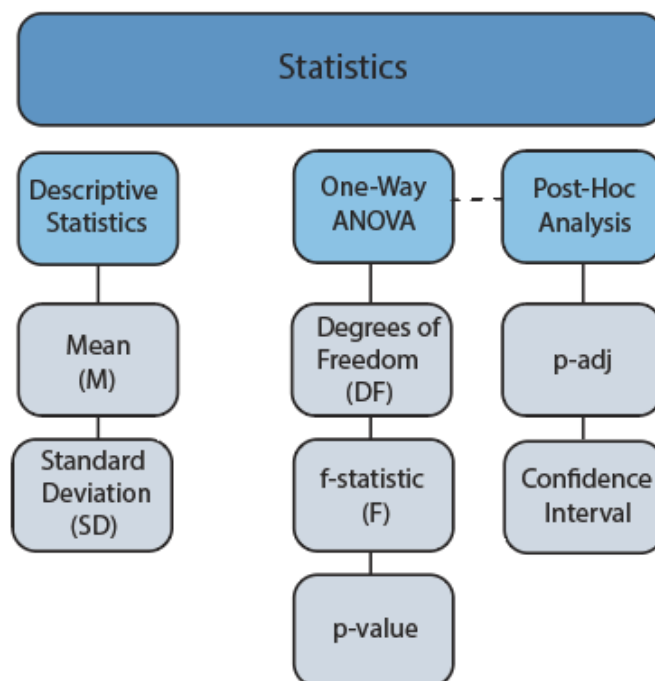 Statistics
Descriptive
Statistics
Mean
(M)
Standard
Deviation
(SD)
One-Way
ANOVA
Degrees of
Freedom
(DF)
f-statistic
(F)
p-value
Post-Hoc
Analysis
p-adj
Confidence
Interval